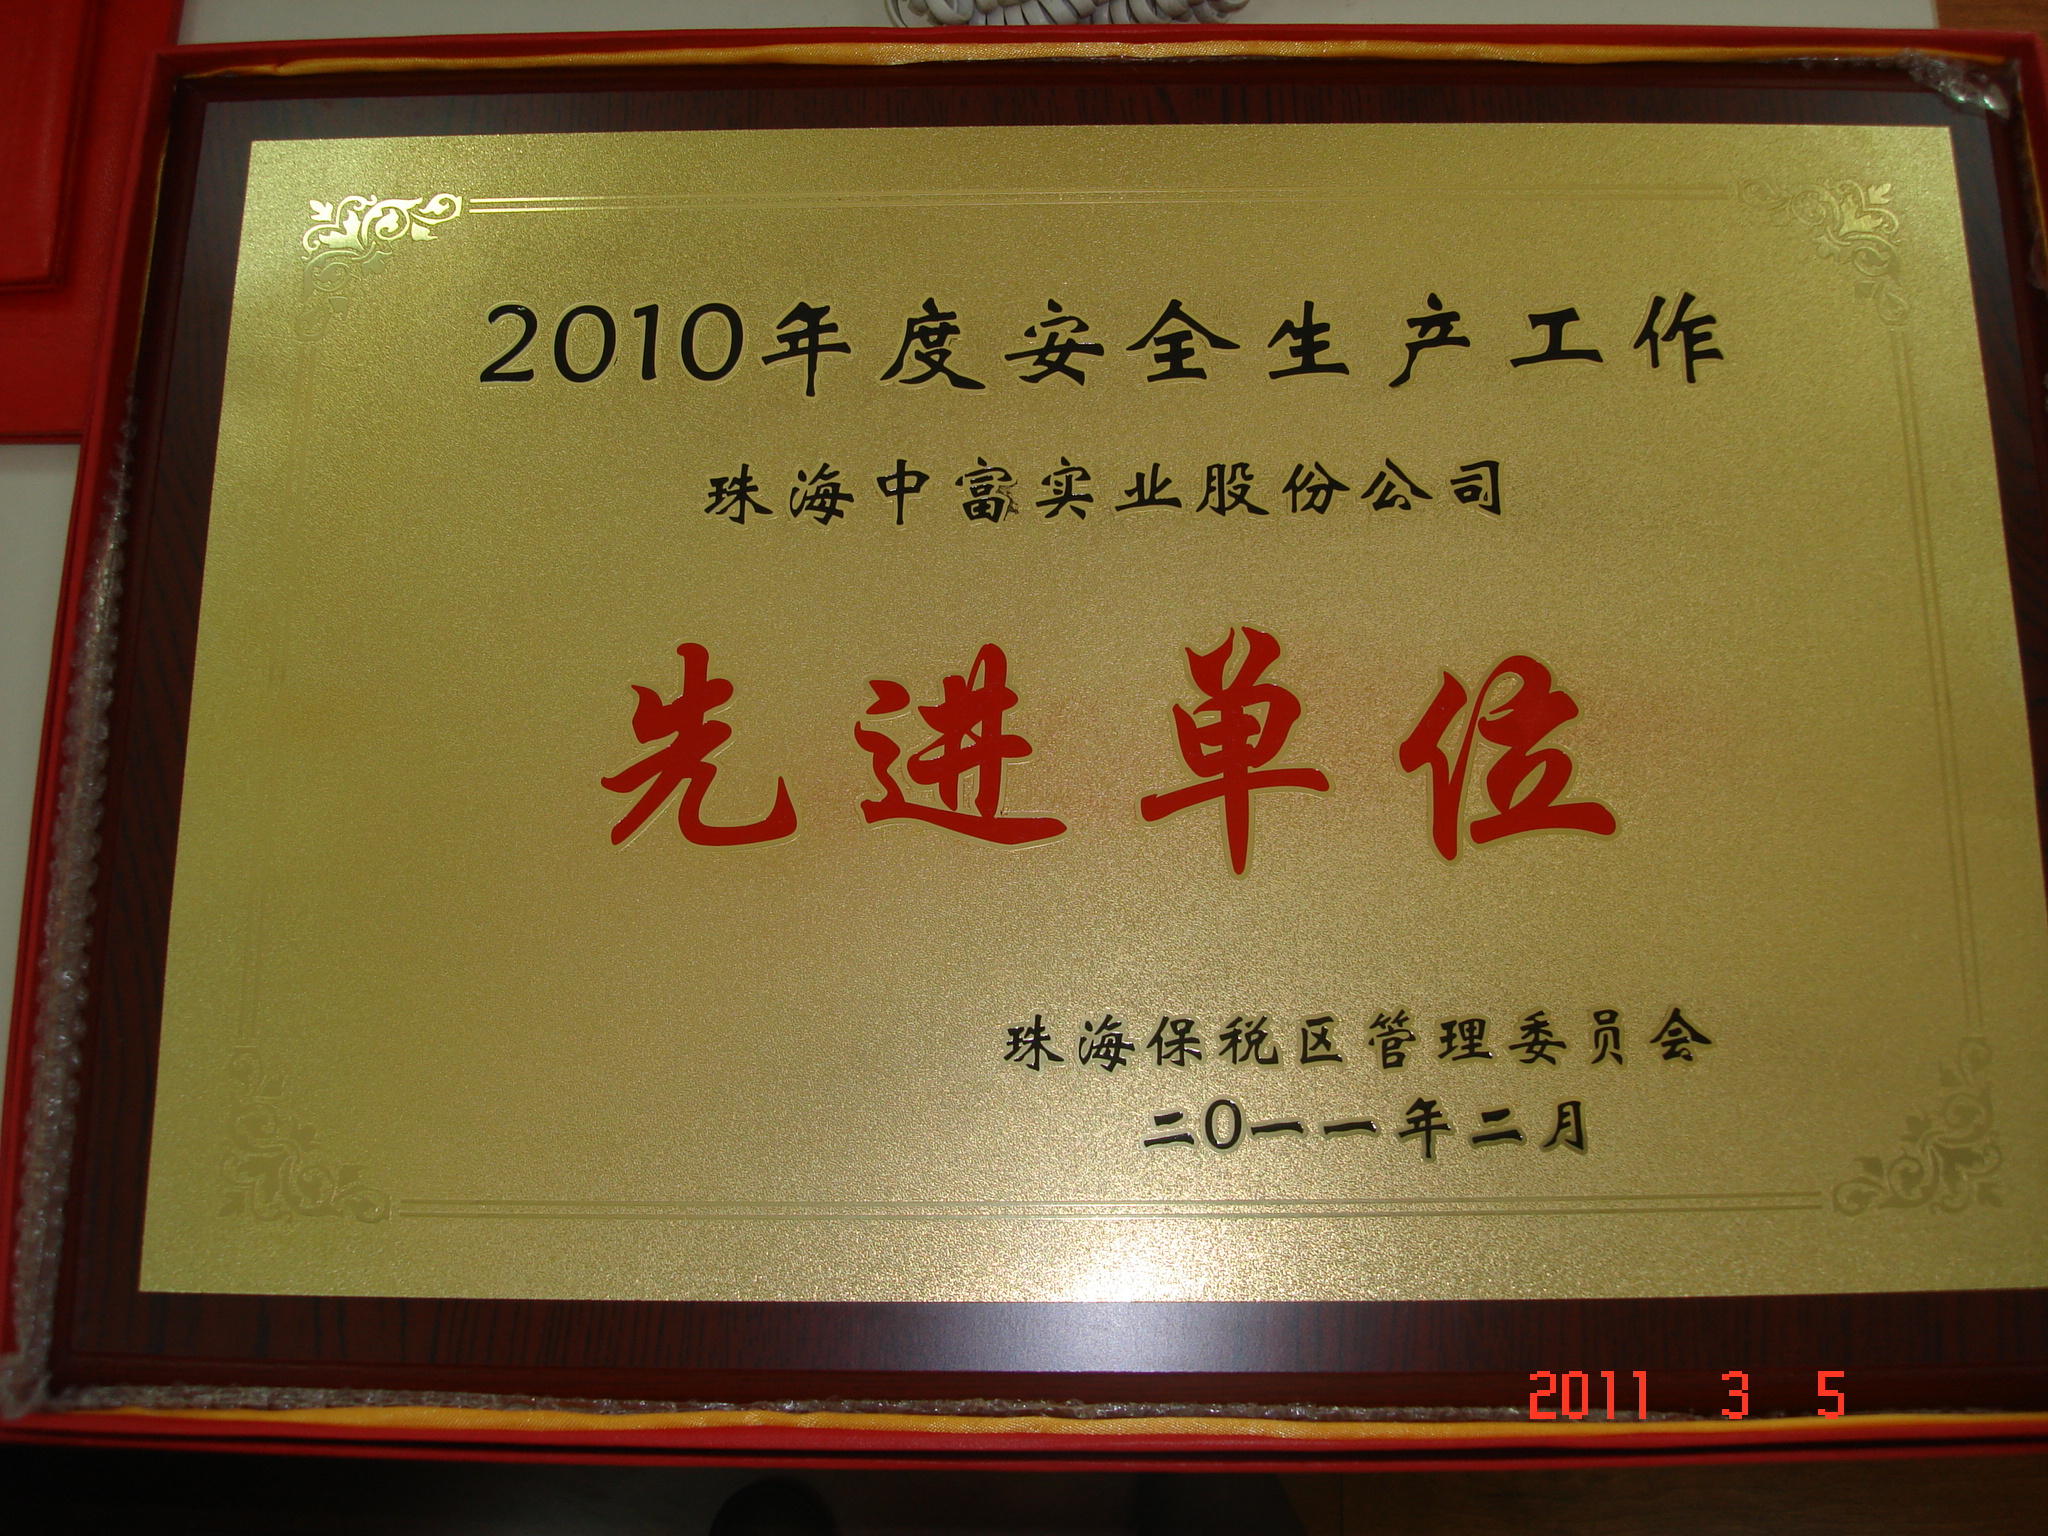 2010年度安全生产工作
珠海中富实业股份公司
先进单位
珠海保税区管理委员会
二0一一年二月
2011 3 5